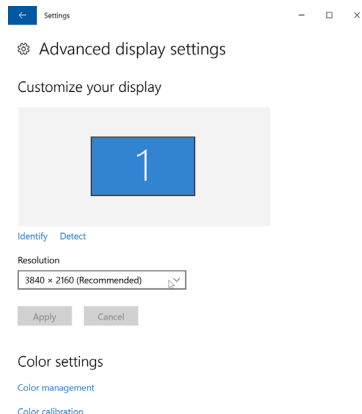 Settings
Advanced display settings
Customize your display
1
Identify Detect
Resolution
3840 × 2160 (Recommended)
Apply Cancel
Color settings
Color management
Color calibration